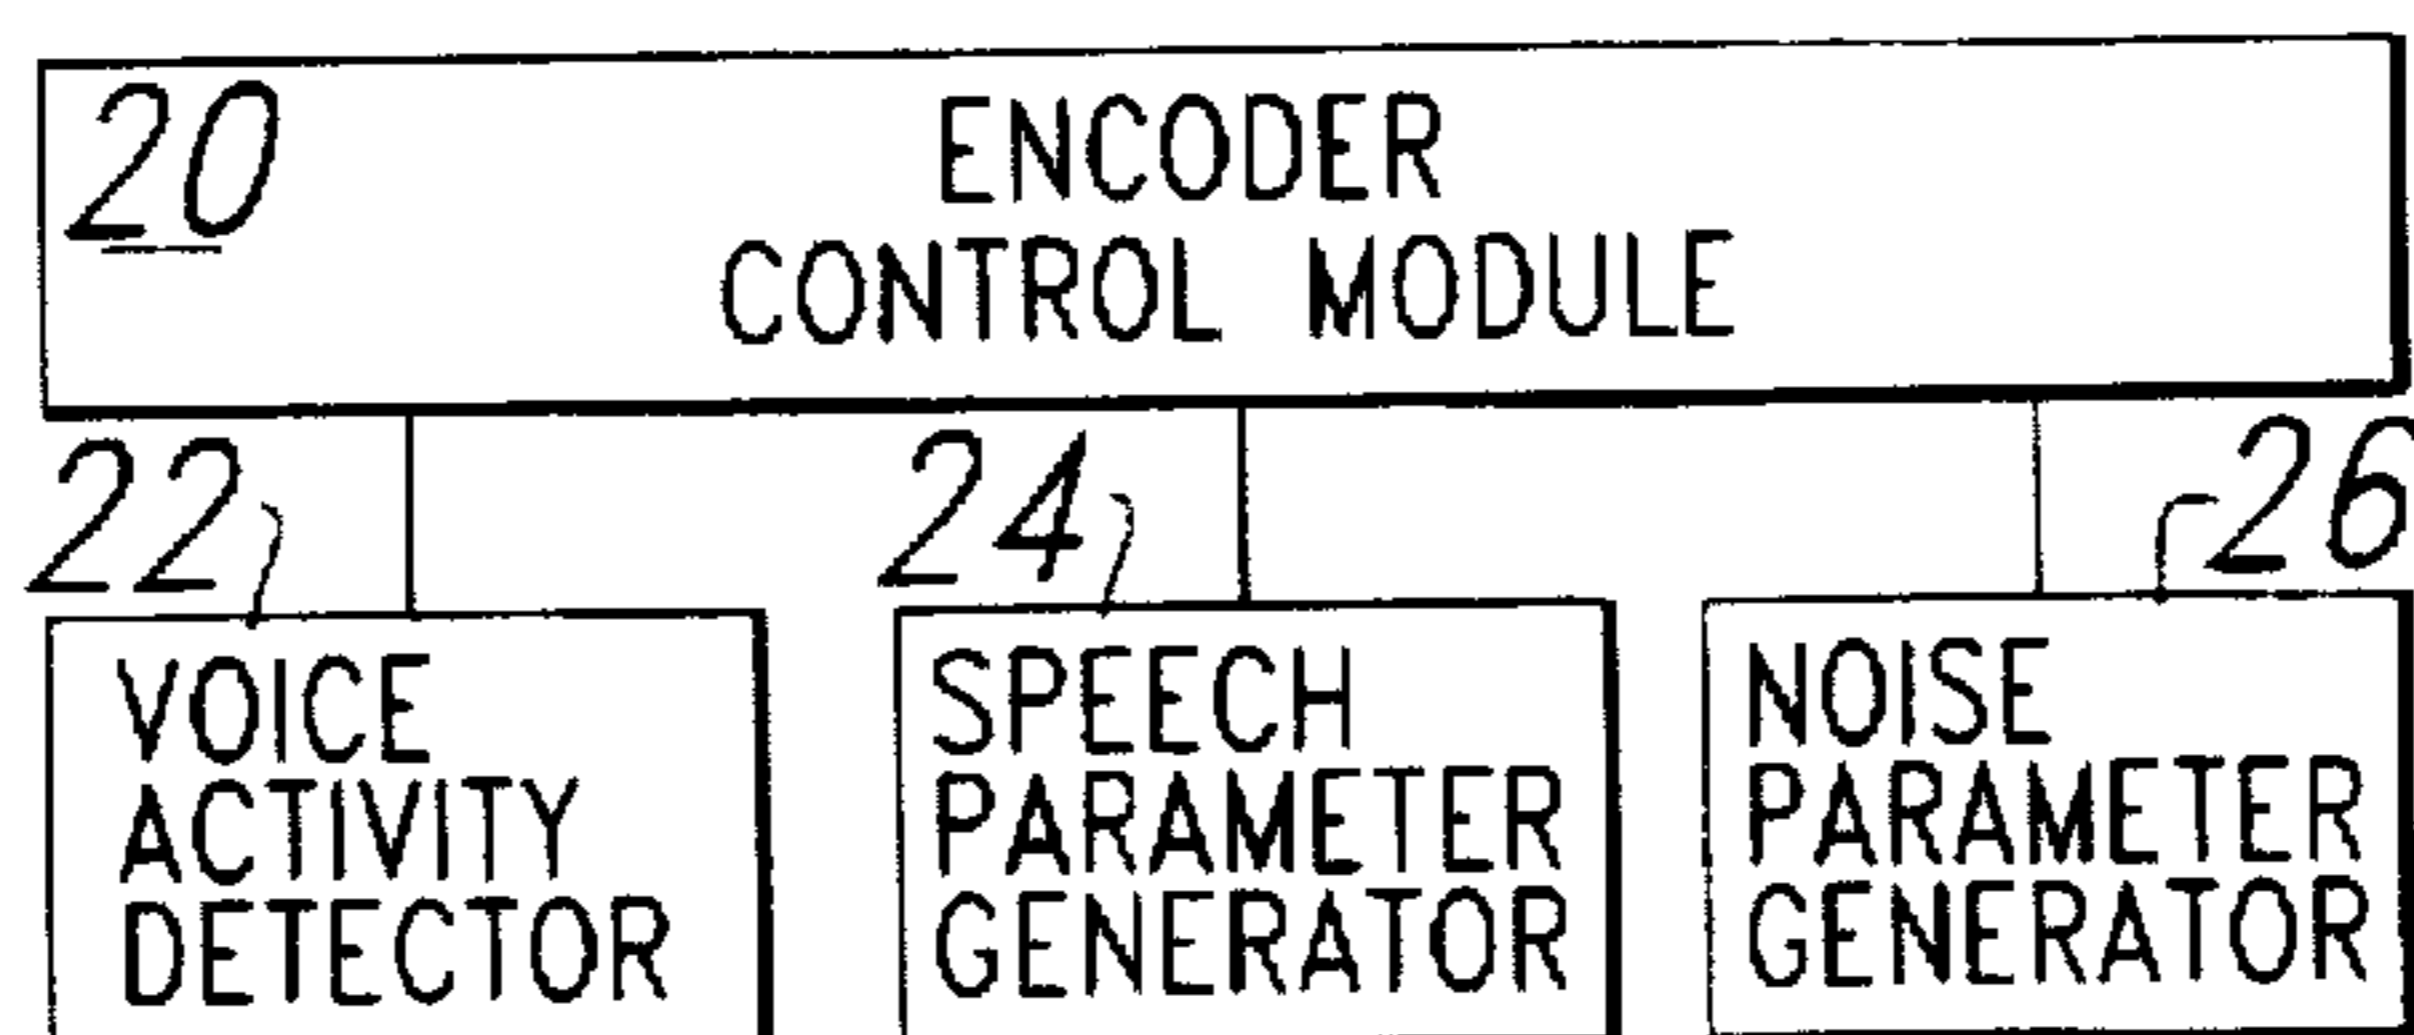 20
ENCODER
CONTROL MODULE
22
24
26
VOICE
ACTIVITY
DETECTOR
SPEECH
PARAMETER
GENERATOR
NOISE
PARAMETER
GENERATOR